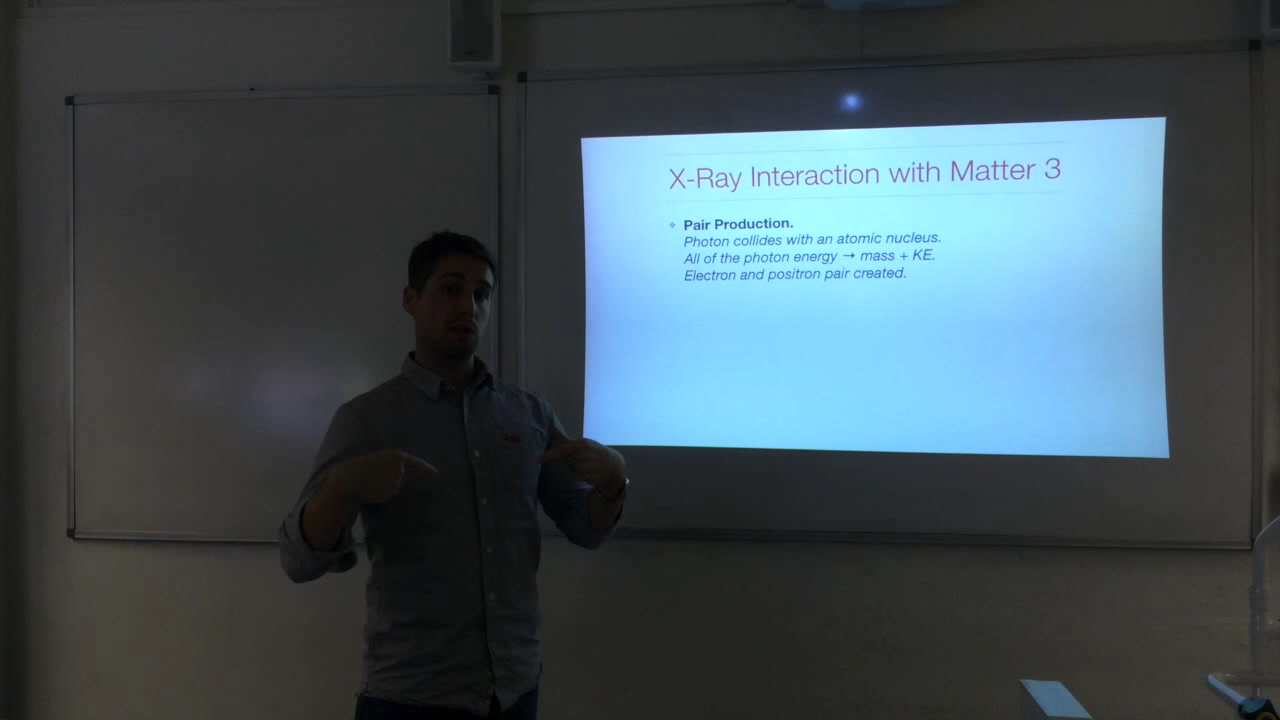 X-Ray Interaction with Matter 3
Pair Production.
Photon collides with an atomic nucleus.
All of the photon energy → mass + KE.
Electron and positron pair created.